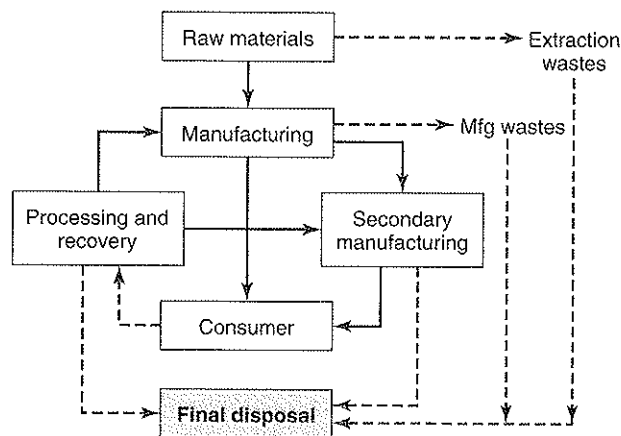 Raw materials
Extraction
wastes
Manufacturing
Mfg wastes
Processing and
recovery
Secondary
manufacturing
Consumer
Final disposal